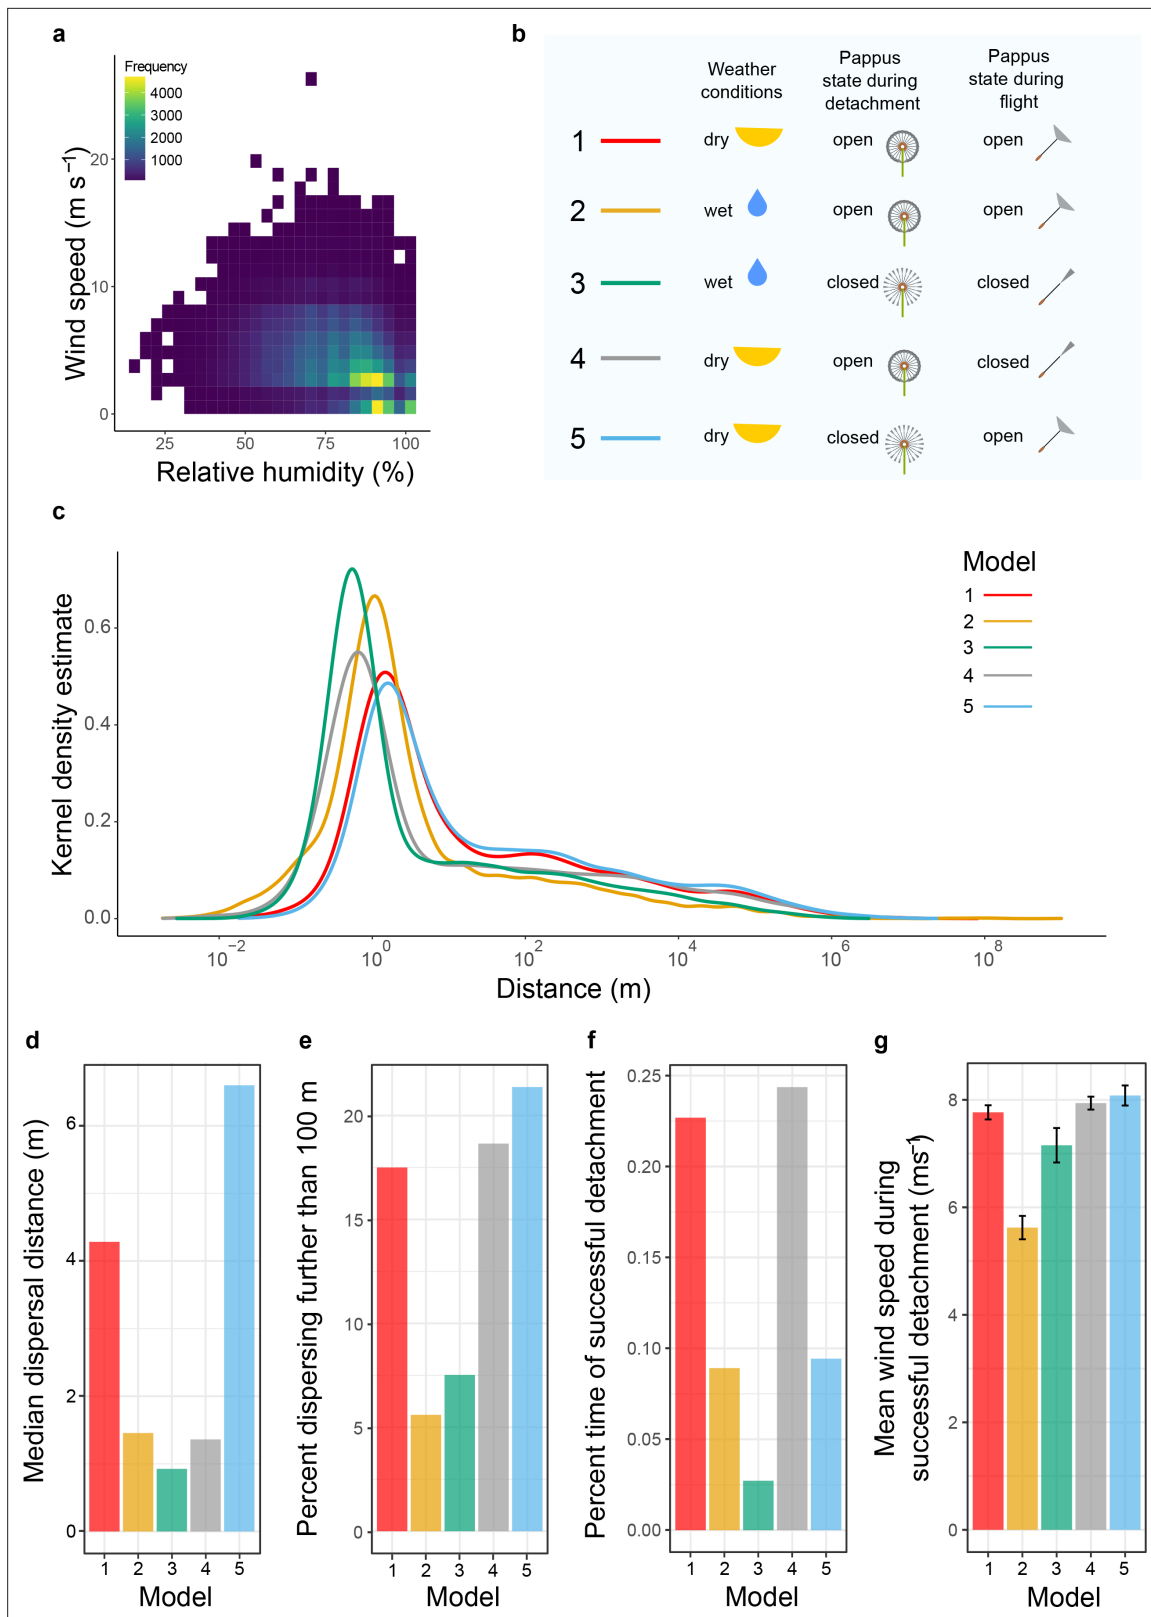 a
Frequency
4000
3000
2000
1000
20
10
0
Wind speed (m s⁻¹)
25 50 75 100
Relative humidity (%)
b
Weather conditions
Pappus state during detachment
Pappus state during flight
1 dry open open
2 wet open open
3 wet closed closed
4 dry open closed
5 dry closed open
c
Kernel density estimate
0.6
0.4
0.2
0.0
10⁻² 10⁰ 10² 10⁴ 10⁶ 10⁸
Distance (m)
Model
1
2
3
4
5
d
Median dispersal distance (m)
6
4
2
0
1 2 3 4 5
Model
e
Percent dispersing further than 100 m
20
15
10
5
0
1 2 3 4 5
Model
f
Percent time of successful detachment
0.25
0.20
0.15
0.10
0.05
0.00
1 2 3 4 5
Model
g
Mean wind speed during
successful detachment (ms⁻¹)
8
6
4
2
0
1 2 3 4 5
Model